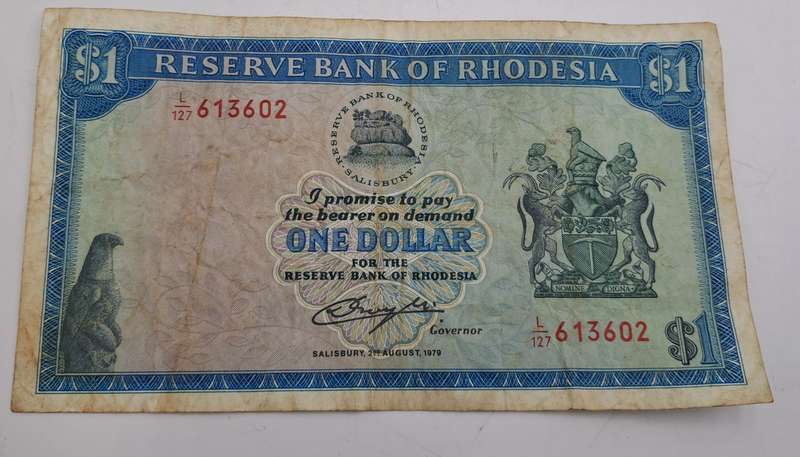 $1 RESERVE BANK OF RHODESIA $1
L/127 613602
RESERVE BANK OF RHODESIA
SALISBURY
I promise to pay
the bearer on demand
ONE DOLLAR
FOR THE
RESERVE BANK OF RHODESIA
NOMINE DIGNA
Governor
L/127 613602
$1
SALISBURY, 2ND AUGUST, 1979